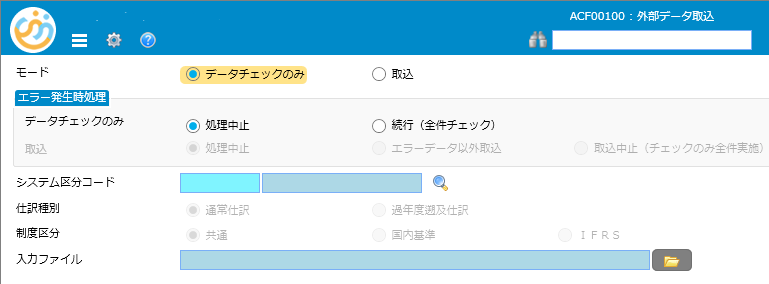 ACF00100 : 外部データ取込
モード データチェックのみ 取込
エラー発生時処理
データチェックのみ 処理中止 続行（全件チェック）
取込 処理中止 エラーデータ以外取込 取込中止（チェックのみ全件実施）
システム区分コード
仕訳種別 通常仕訳 過年度遡及仕訳
制度区分 共通 国内基準 ＩＦＲＳ
入力ファイル